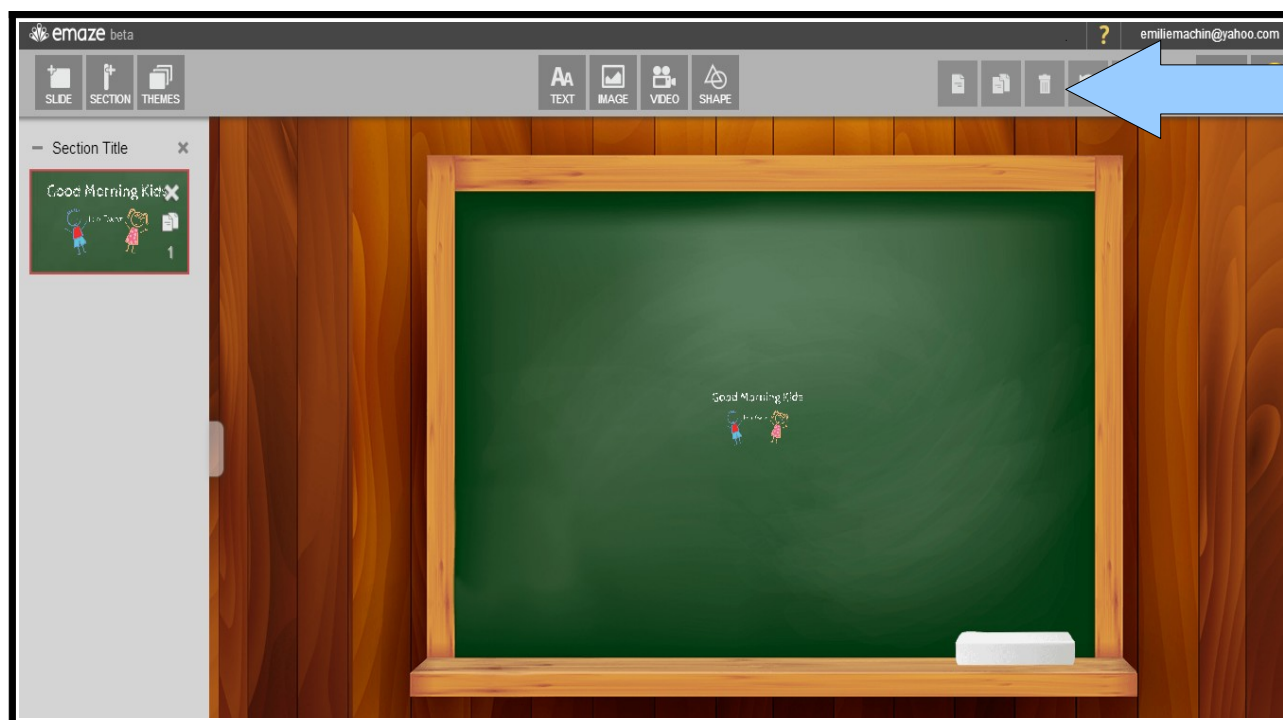 emaze beta
? emiliemachin@yahoo.com
SLIDE SECTION THEMES
AA TEXT IMAGE VIDEO SHAPE
Section Title
Good Morning Kids
1
Good Morning Kids